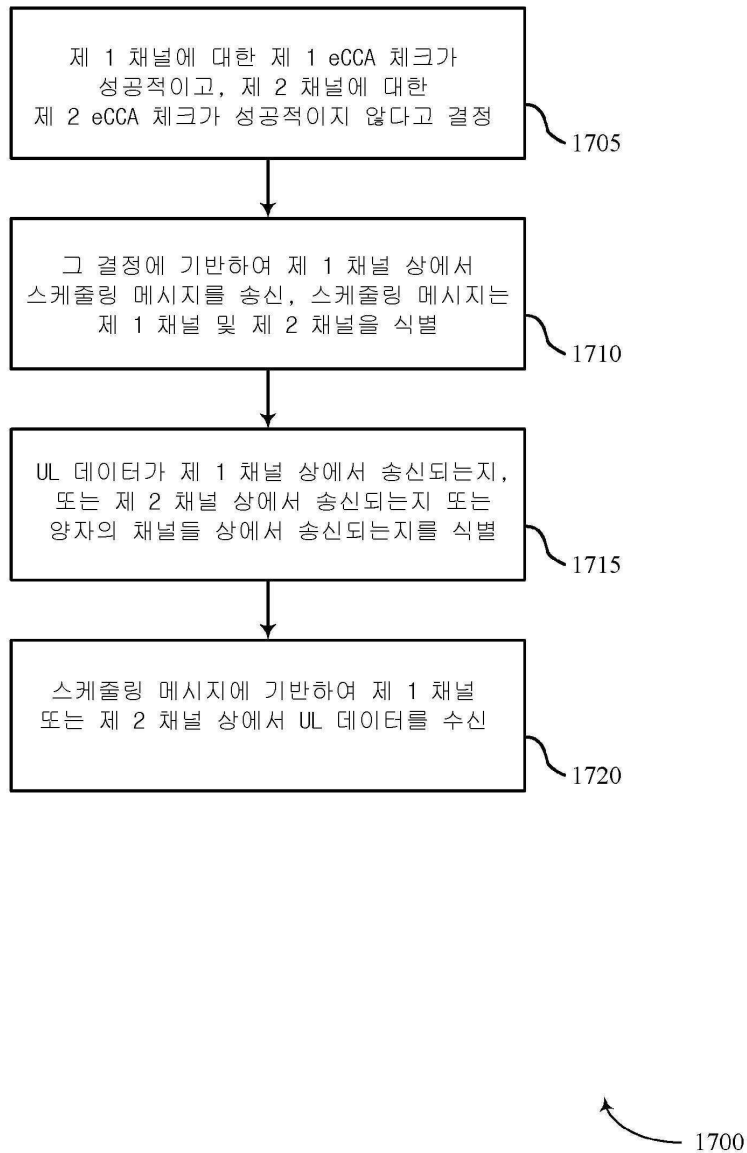 제 1 채널에 대한 제 1 eCCA 체크가
성공적이고, 제 2 채널에 대한
제 2 eCCA 체크가 성공적이지 않다고 결정
1705
그 결정에 기반하여 제 1 채널 상에서
스케줄링 메시지를 송신, 스케줄링 메시지는
제 1 채널 및 제 2 채널을 식별
1710
UL 데이터가 제 1 채널 상에서 송신되는지,
또는 제 2 채널 상에서 송신되는지 또는
양자의 채널들 상에서 송신되는지를 식별
1715
스케줄링 메시지에 기반하여 제 1 채널
또는 제 2 채널 상에서 UL 데이터를 수신
1720
1700